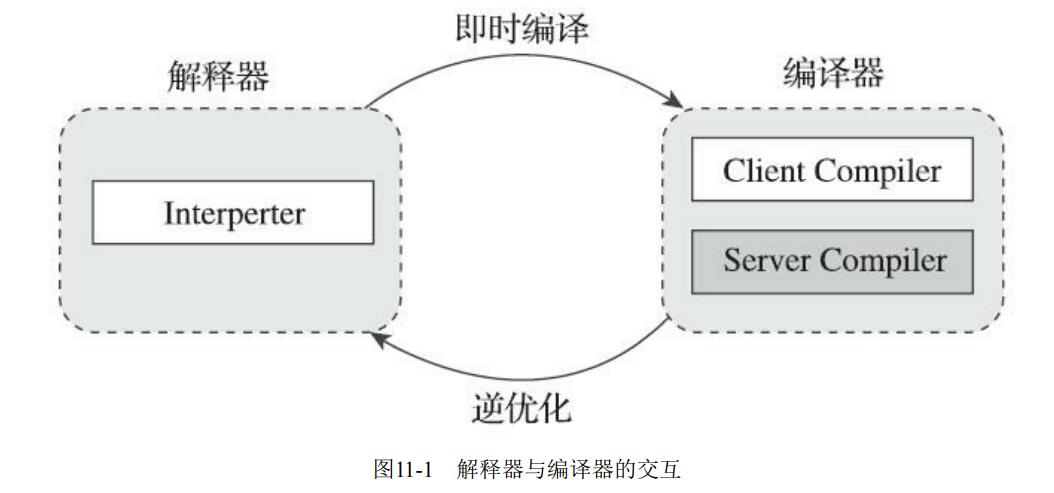 即时编译
解释器
编译器
Interperter
Client Compiler
Server Compiler
逆优化
图11-1 解释器与编译器的交互